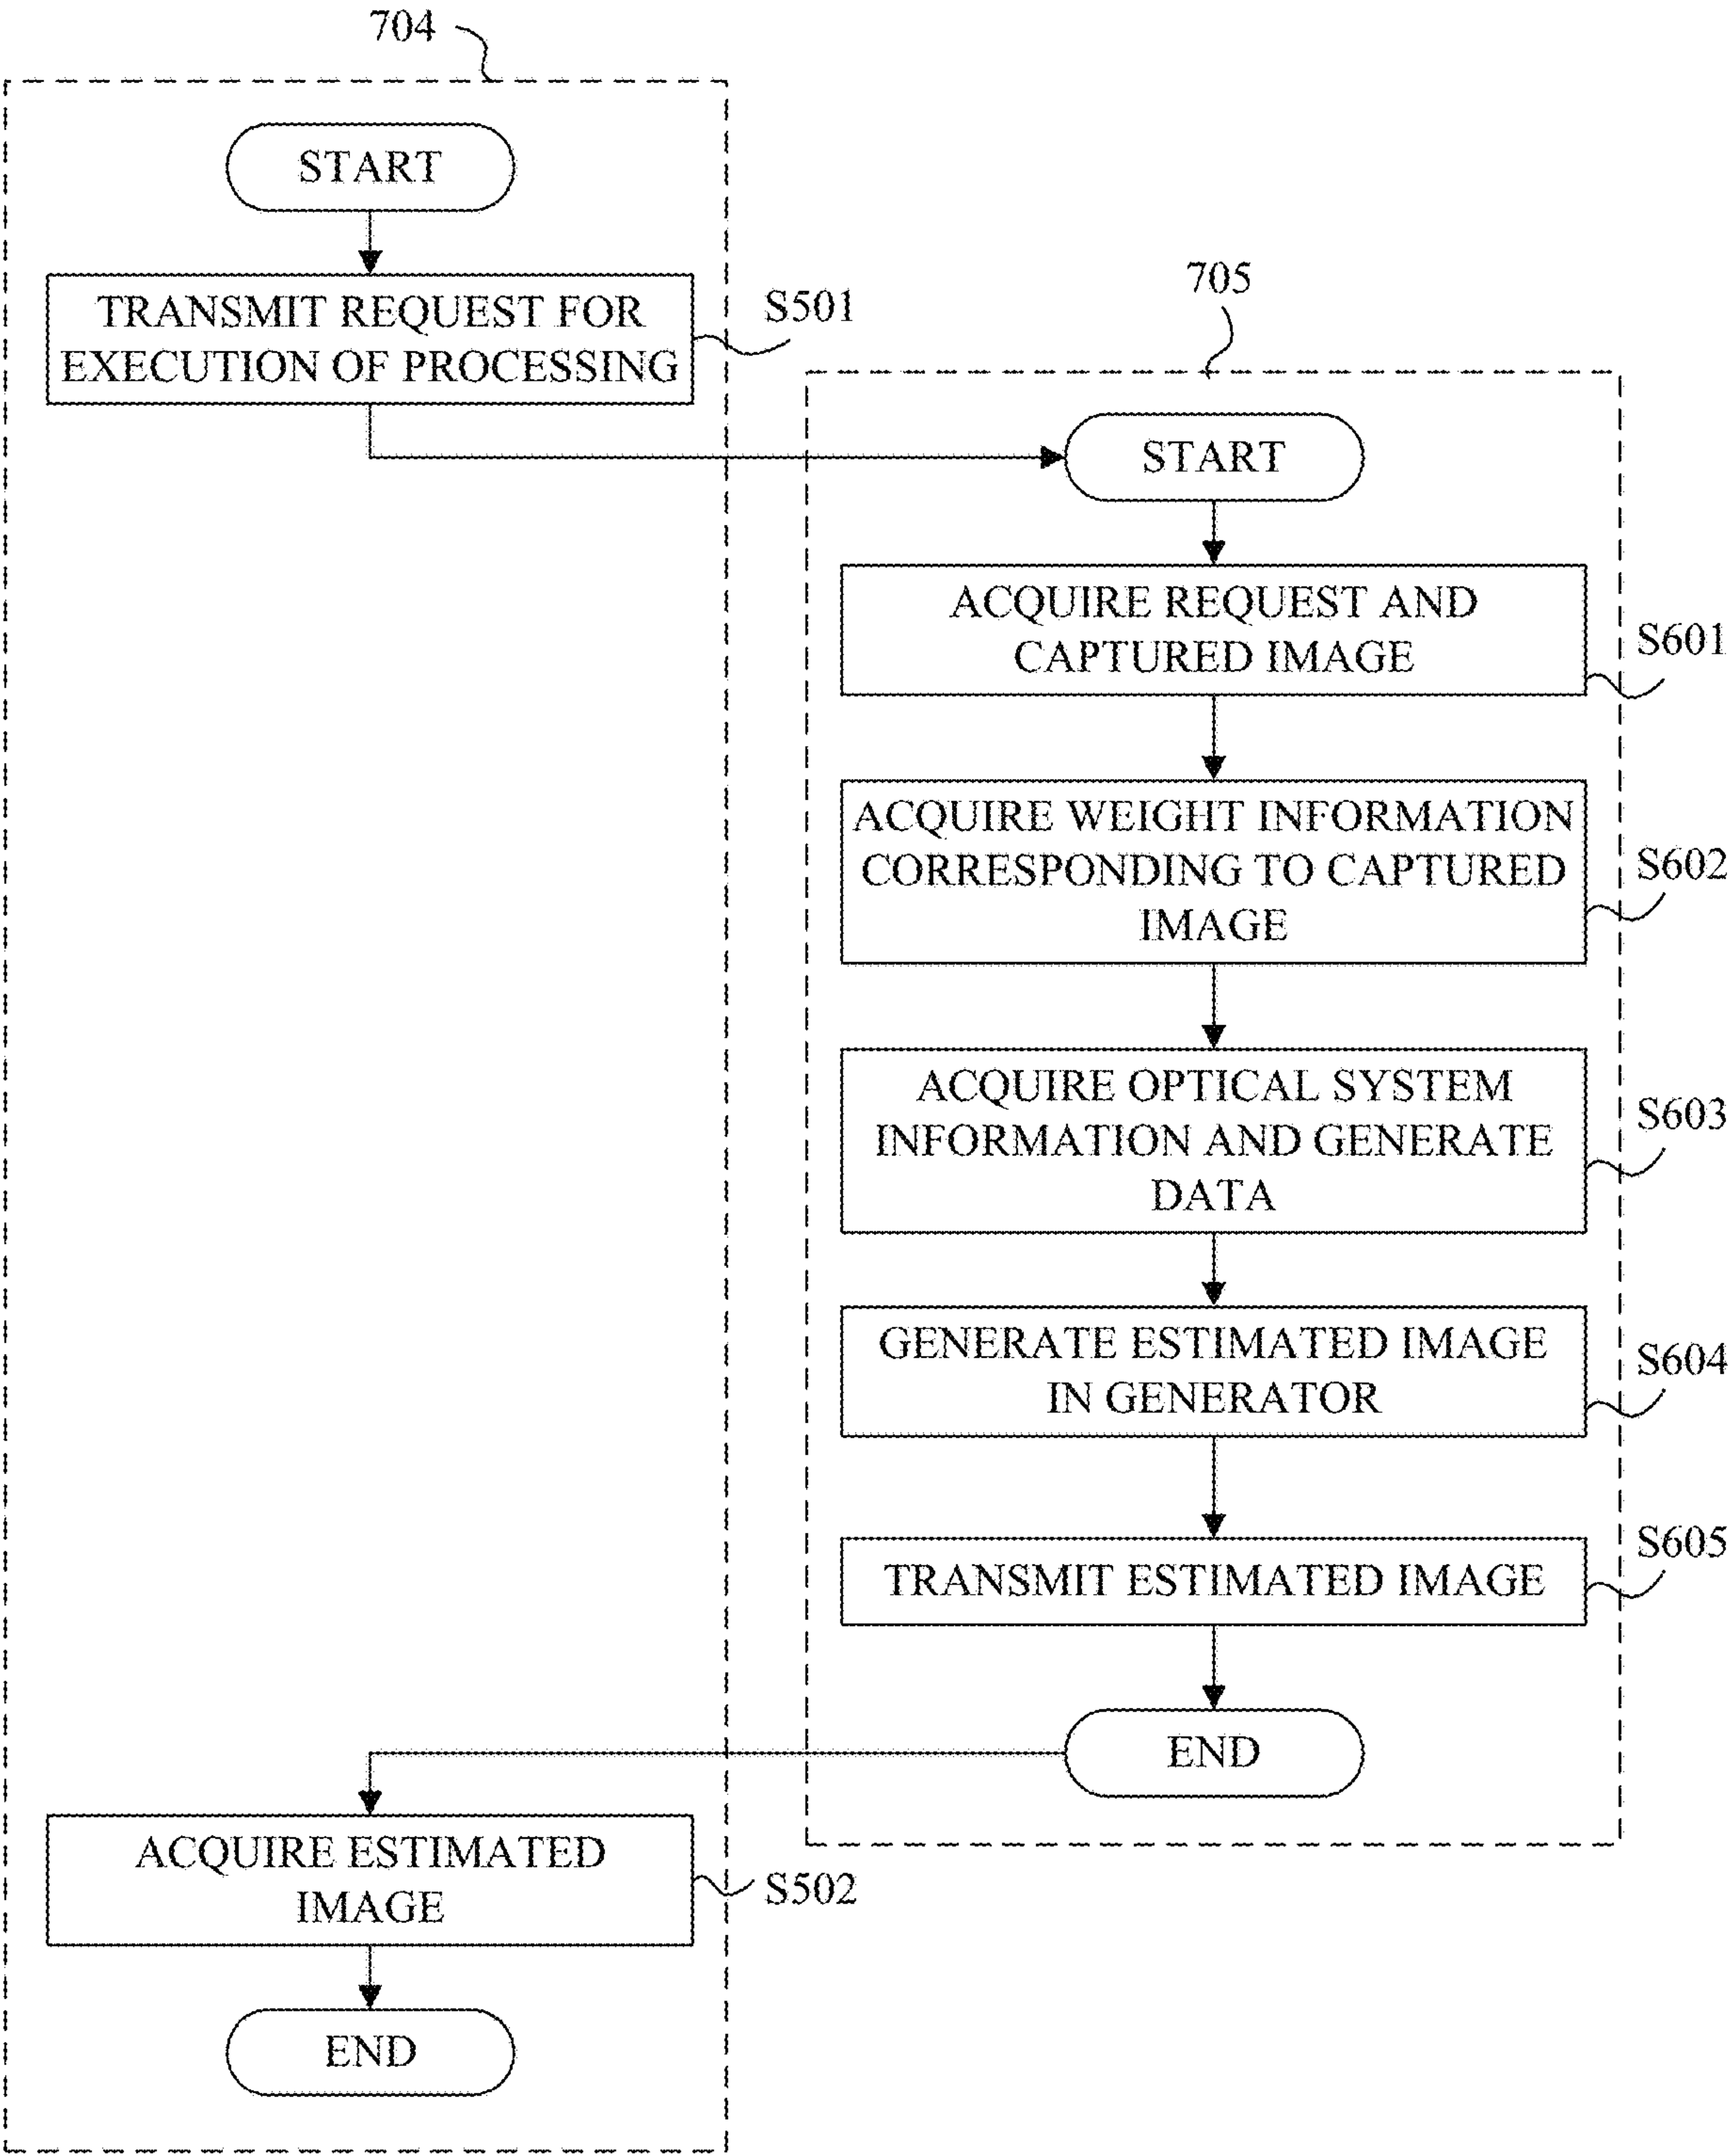 704
START
TRANSMIT REQUEST FOR
EXECUTION OF PROCESSING
S501
705
START
ACQUIRE REQUEST AND
CAPTURED IMAGE
S601
ACQUIRE WEIGHT INFORMATION
CORRESPONDING TO CAPTURED
IMAGE
S602
ACQUIRE OPTICAL SYSTEM
INFORMATION AND GENERATE
DATA
S603
GENERATE ESTIMATED IMAGE
IN GENERATOR
S604
TRANSMIT ESTIMATED IMAGE
S605
END
ACQUIRE ESTIMATED
IMAGE
S502
END